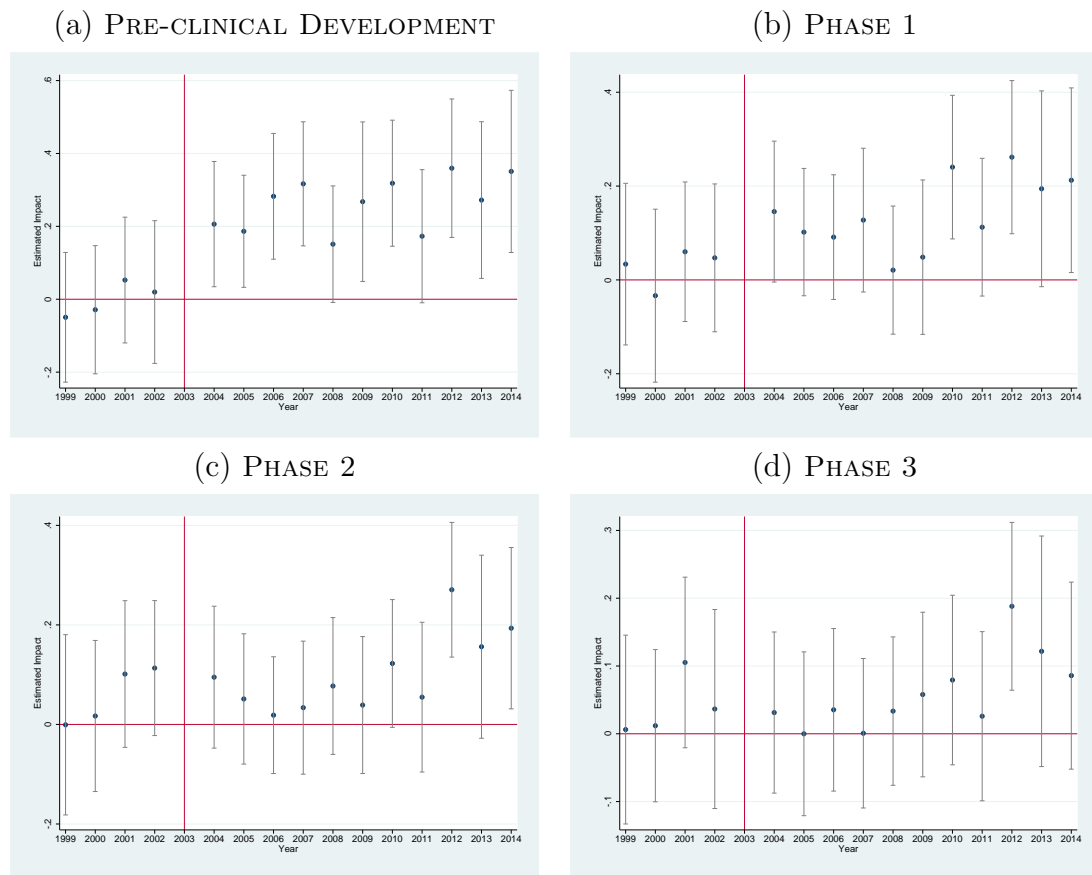 (a) Pre-clinical Development
.6
.4
.2
0
-.2
Estimated Impact
1999 2000 2001 2002 2003 2004 2005 2006 2007 2008 2009 2010 2011 2012 2013 2014
Year
(b) Phase 1
.4
.2
0
-.2
Estimated Impact
1999 2000 2001 2002 2003 2004 2005 2006 2007 2008 2009 2010 2011 2012 2013 2014
Year
(c) Phase 2
.4
.2
0
-.2
Estimated Impact
1999 2000 2001 2002 2003 2004 2005 2006 2007 2008 2009 2010 2011 2012 2013 2014
Year
(d) Phase 3
.3
.2
.1
0
-.1
Estimated Impact
1999 2000 2001 2002 2003 2004 2005 2006 2007 2008 2009 2010 2011 2012 2013 2014
Year